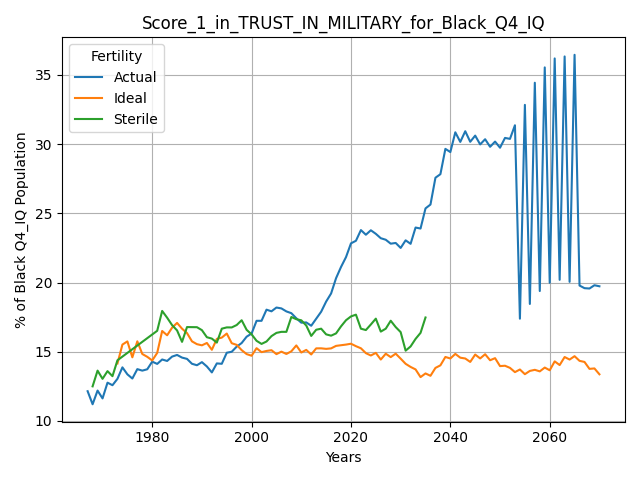 Score_1_in_TRUST_IN_MILITARY_for_Black_Q4_IQ
Fertility
Actual
Ideal
Sterile
% of Black Q4_IQ Population
35
30
25
20
15
10
1980
2000
2020
2040
2060
Years